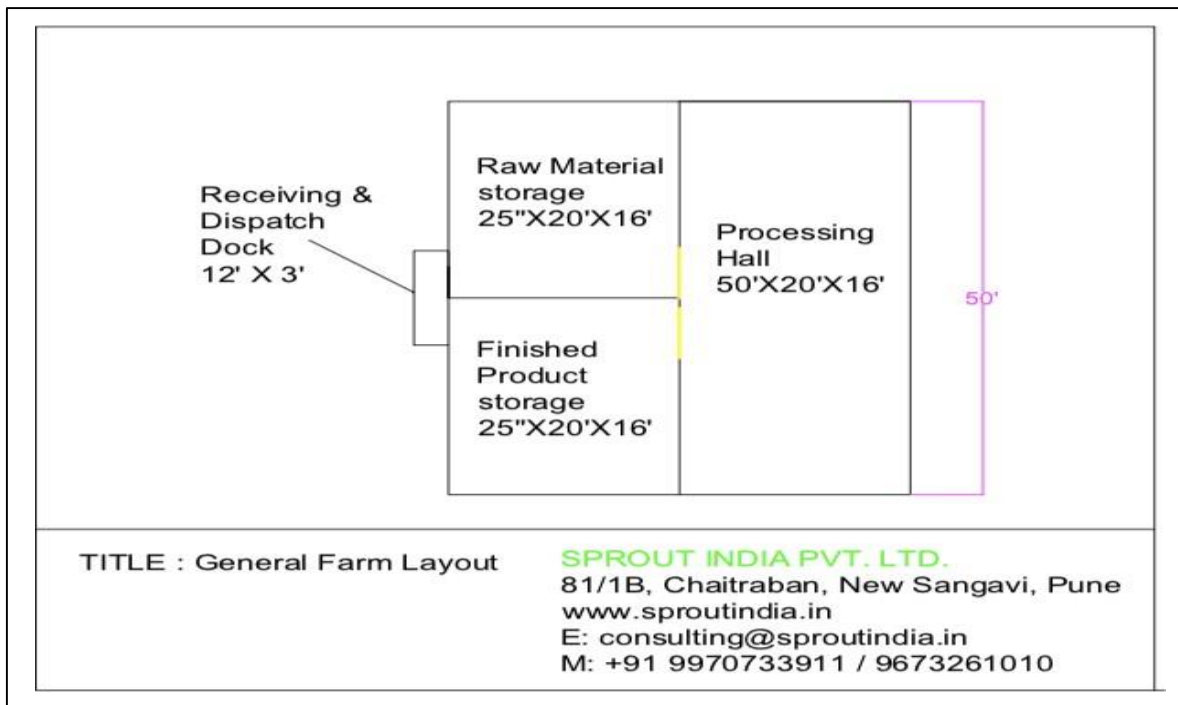 Receiving &
Dispatch
Dock
12' X 3'
Raw Material
storage
25"X20'X16'
Processing
Hall
50'X20'X16'
50'
Finished
Product
storage
25"X20'X16'
TITLE : General Farm Layout
SPROUT INDIA PVT. LTD.
81/1B, Chaitraban, New Sangavi, Pune
www.sproutindia.in
E: consulting@sproutindia.in
M: +91 9970733911 / 9673261010